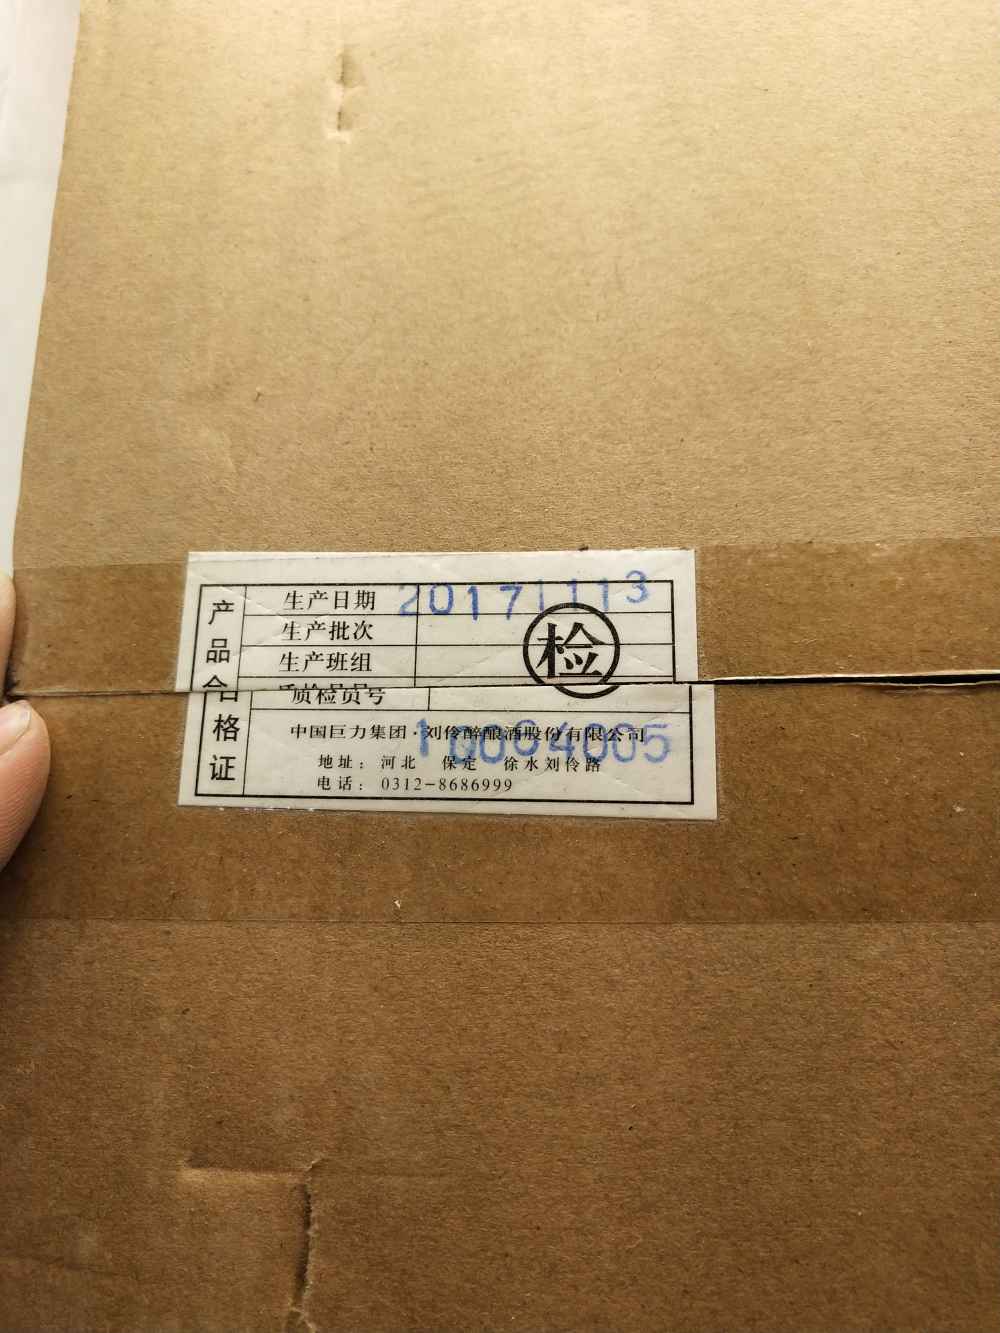 产品合格证
生产日期 20171113
生产批次
生产班组
质检员号
检
中国巨力集团·刘伶醉酿酒股份有限公司
10064005
地址：河北 保定 徐水刘伶路
电话：0312-8686999